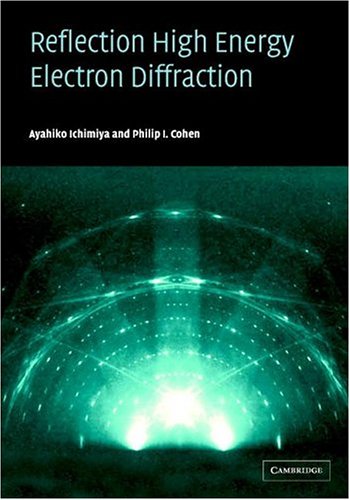 Reflection High Energy
Electron Diffraction
Ayahiko Ichimiya and Philip I. Cohen
CAMBRIDGE